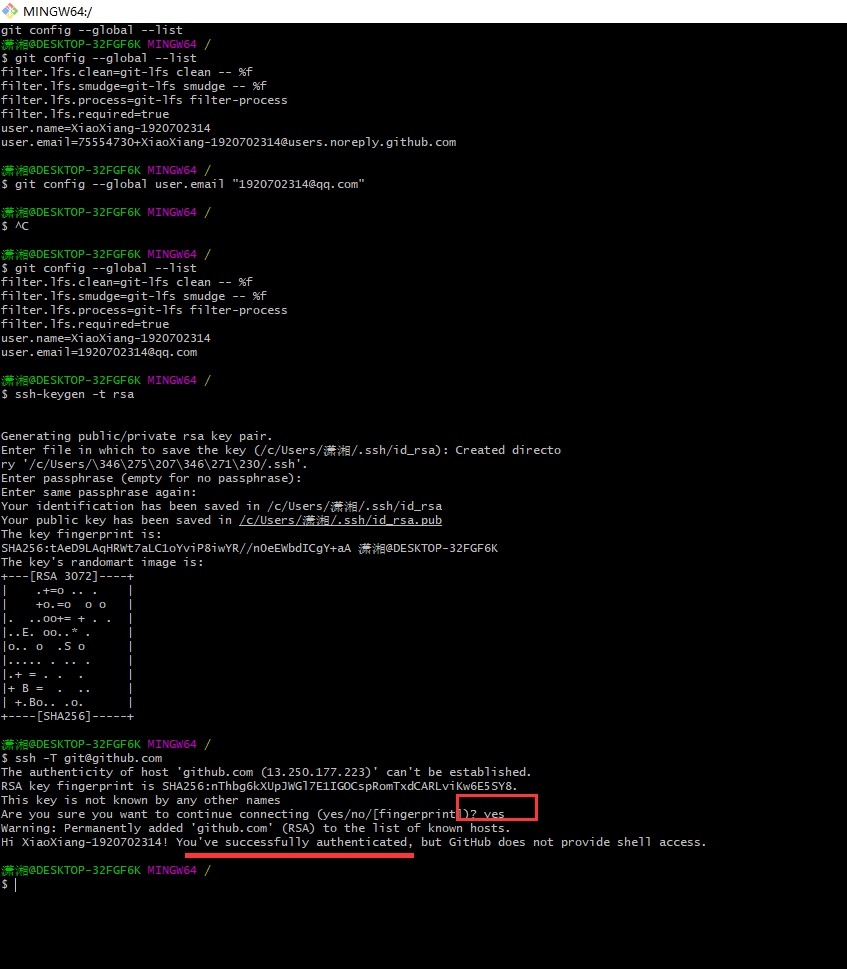 MINGW64:/
git config --global --list
潇湘@DESKTOP-32FGF6K MINGW64 /
$ git config --global --list
filter.lfs.clean=git-lfs clean -- %f
filter.lfs.smudge=git-lfs smudge -- %f
filter.lfs.process=git-lfs filter-process
filter.lfs.required=true
user.name=XiaoXiang-1920702314
user.email=75554730+XiaoXiang-1920702314@users.noreply.github.com
潇湘@DESKTOP-32FGF6K MINGW64 /
$ git config --global user.email "1920702314@qq.com"
潇湘@DESKTOP-32FGF6K MINGW64 /
$ ^C
潇湘@DESKTOP-32FGF6K MINGW64 /
$ git config --global --list
filter.lfs.clean=git-lfs clean -- %f
filter.lfs.smudge=git-lfs smudge -- %f
filter.lfs.process=git-lfs filter-process
filter.lfs.required=true
user.name=XiaoXiang-1920702314
user.email=1920702314@qq.com
潇湘@DESKTOP-32FGF6K MINGW64 /
$ ssh-keygen -t rsa
Generating public/private rsa key pair.
Enter file in which to save the key (/c/Users/潇湘/.ssh/id_rsa): Created directo
ry '/c/Users/\346\275\207\346\271\230/.ssh'.
Enter passphrase (empty for no passphrase):
Enter same passphrase again:
Your identification has been saved in /c/Users/潇湘/.ssh/id_rsa
Your public key has been saved in /c/Users/潇湘/.ssh/id_rsa.pub
The key fingerprint is:
SHA256:tAeD9LAqHRWt7aLC1oYviP8iwYR//nOeEWbdICgY+aA 潇湘@DESKTOP-32FGF6K
The key's randomart image is:
+---[RSA 3072]----+
|    .+=o .. .    |
|    +o.=o  o o   |
|.  ..oo+= + . .  |
|..E. oo..* .     |
|o.. o  .S o      |
|..... . .. .     |
|.+ = . .  .      |
|+ B =  .  ..     |
| +.Bo.. .o.      |
+----[SHA256]-----+
潇湘@DESKTOP-32FGF6K MINGW64 /
$ ssh -T git@github.com
The authenticity of host 'github.com (13.250.177.223)' can't be established.
RSA key fingerprint is SHA256:nThbg6kXUpJWGl7E1IGOCspRomTxdCARLviKw6E5SY8.
This key is not known by any other names
Are you sure you want to continue connecting (yes/no/[fingerprint])? yes
Warning: Permanently added 'github.com' (RSA) to the list of known hosts.
Hi XiaoXiang-1920702314! You've successfully authenticated, but GitHub does not provide shell access.
潇湘@DESKTOP-32FGF6K MINGW64 /
$